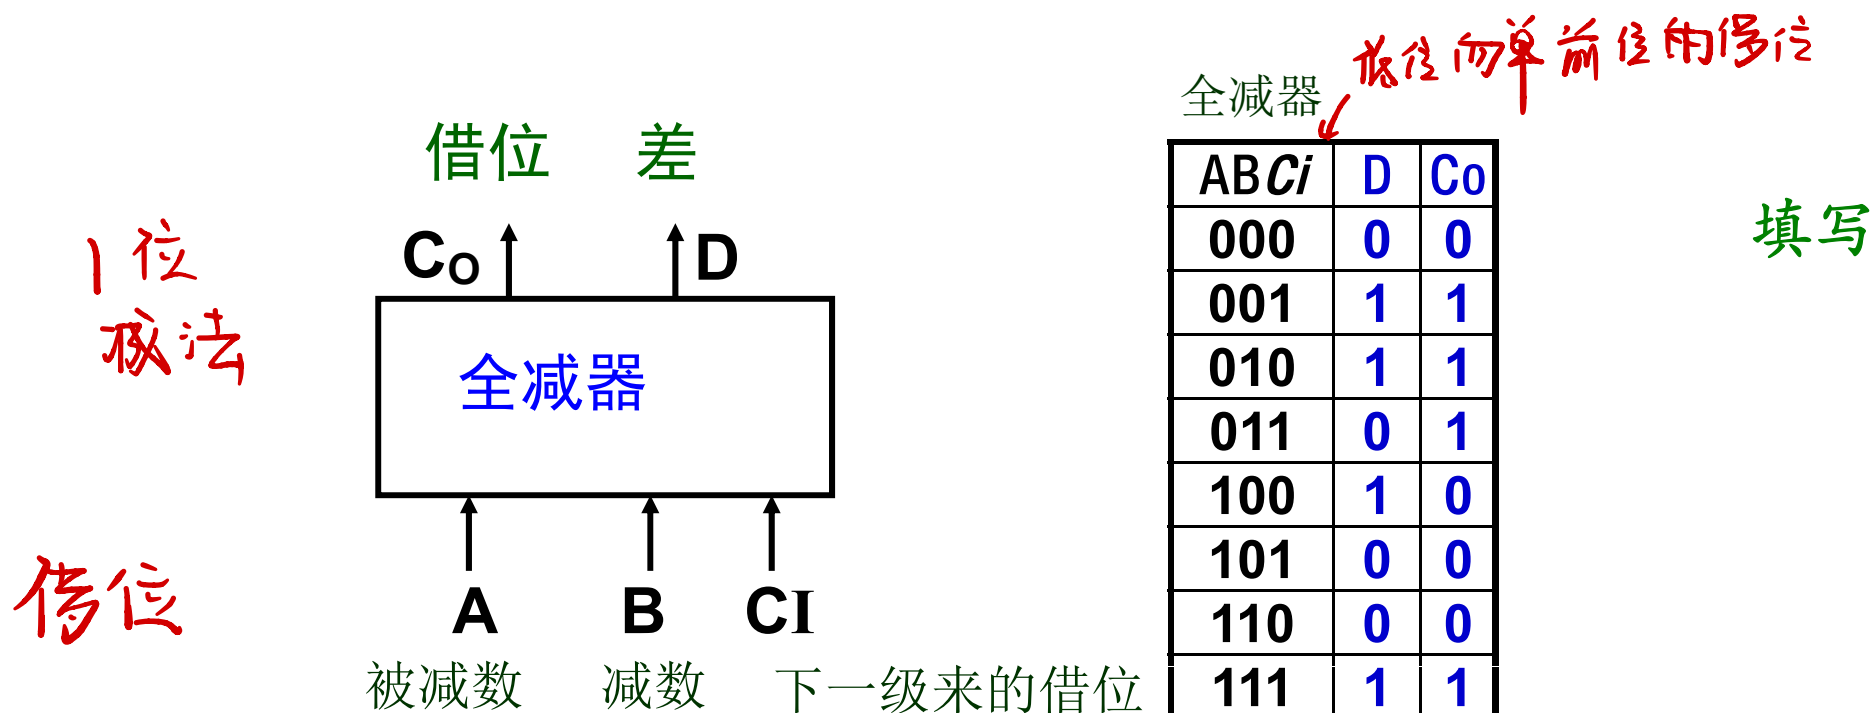 低位向单前位的借位
全减器
借位 差
1位
减法
C_O D
全减器
借位
A B CI
被减数 减数 下一级来的借位
ABCi D Co
000 0 0
001 1 1
010 1 1
011 0 1
100 1 0
101 0 0
110 0 0
111 1 1
填写